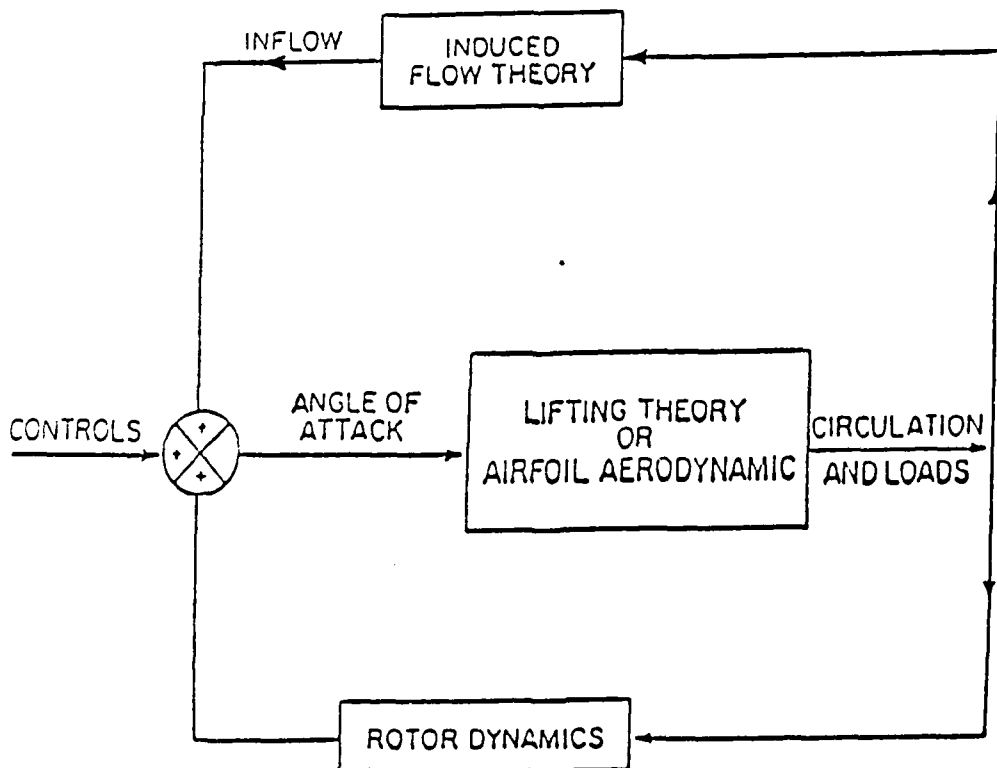 INFLOW
INDUCED
FLOW THEORY
CONTROLS
+
+
+
ANGLE OF
ATTACK
LIFTING THEORY
OR
AIRFOIL AERODYNAMIC
CIRCULATION
AND LOADS
ROTOR DYNAMICS